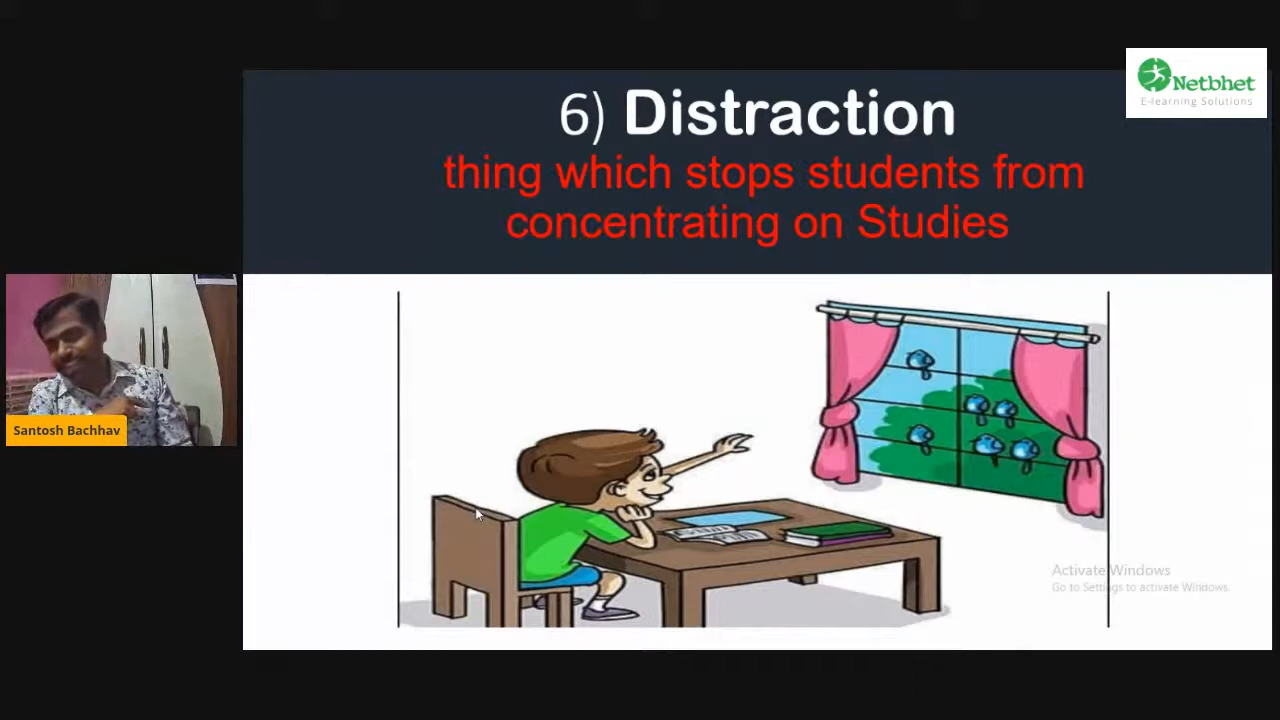 Netbhet
E-learning Solutions
6) Distraction
thing which stops students from
concentrating on Studies
Santosh Bachhav
Activate Windows
Go to Settings to activate Windows.